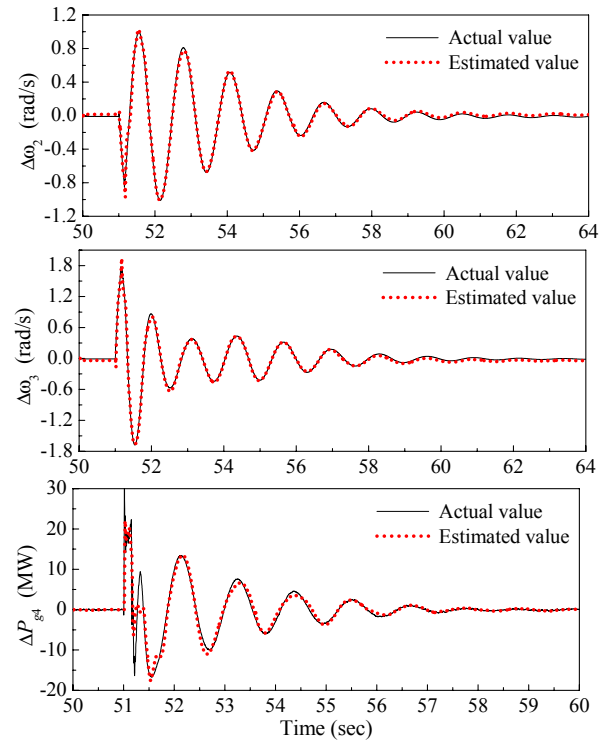 1.2
0.8
0.4
0.0
-0.4
-0.8
-1.2
Δω₂ (rad/s)
Actual value
Estimated value
50 52 54 56 58 60 62 64
1.8
1.2
0.6
0.0
-0.6
-1.2
-1.8
Δω₃ (rad/s)
Actual value
Estimated value
50 52 54 56 58 60 62 64
30
20
10
0
-10
-20
ΔP_g4 (MW)
Actual value
Estimated value
50 51 52 53 54 55 56 57 58 59 60
Time (sec)